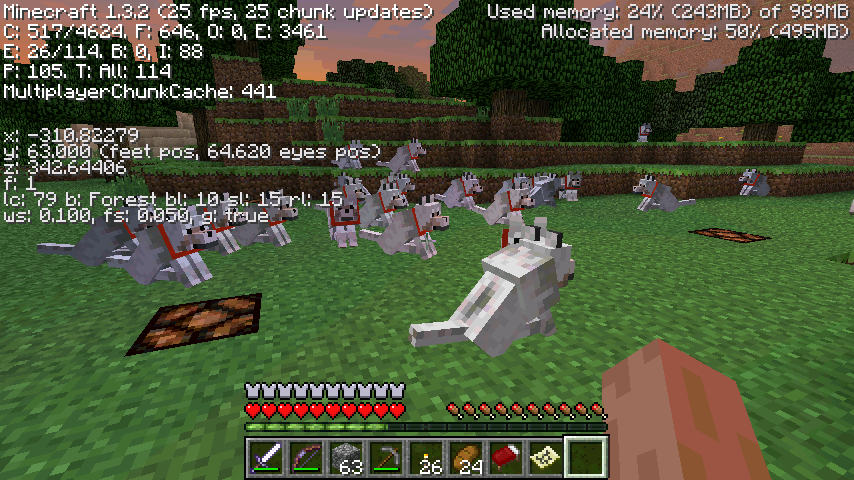 Minecraft 1.3.2 (25 fps, 25 chunk updates)
C: 517/4624, F: 646, O: 0, E: 3461
E: 26/114, B: 0, I: 88
P: 105, T: All: 114
MultiplayerChunkCache: 441
Used memory: 24% (243MB) of 989MB
Allocated memory: 50% (495MB)
x: -310.82279
y: 63.000 (feet pos, 64.620 eyes pos)
z: 342.64406
f: 1
lc: 79 b: Forest bl: 10 sl: 15 rl: 15
ws: 0.100, fs: 0.050, g: true
63 26 24